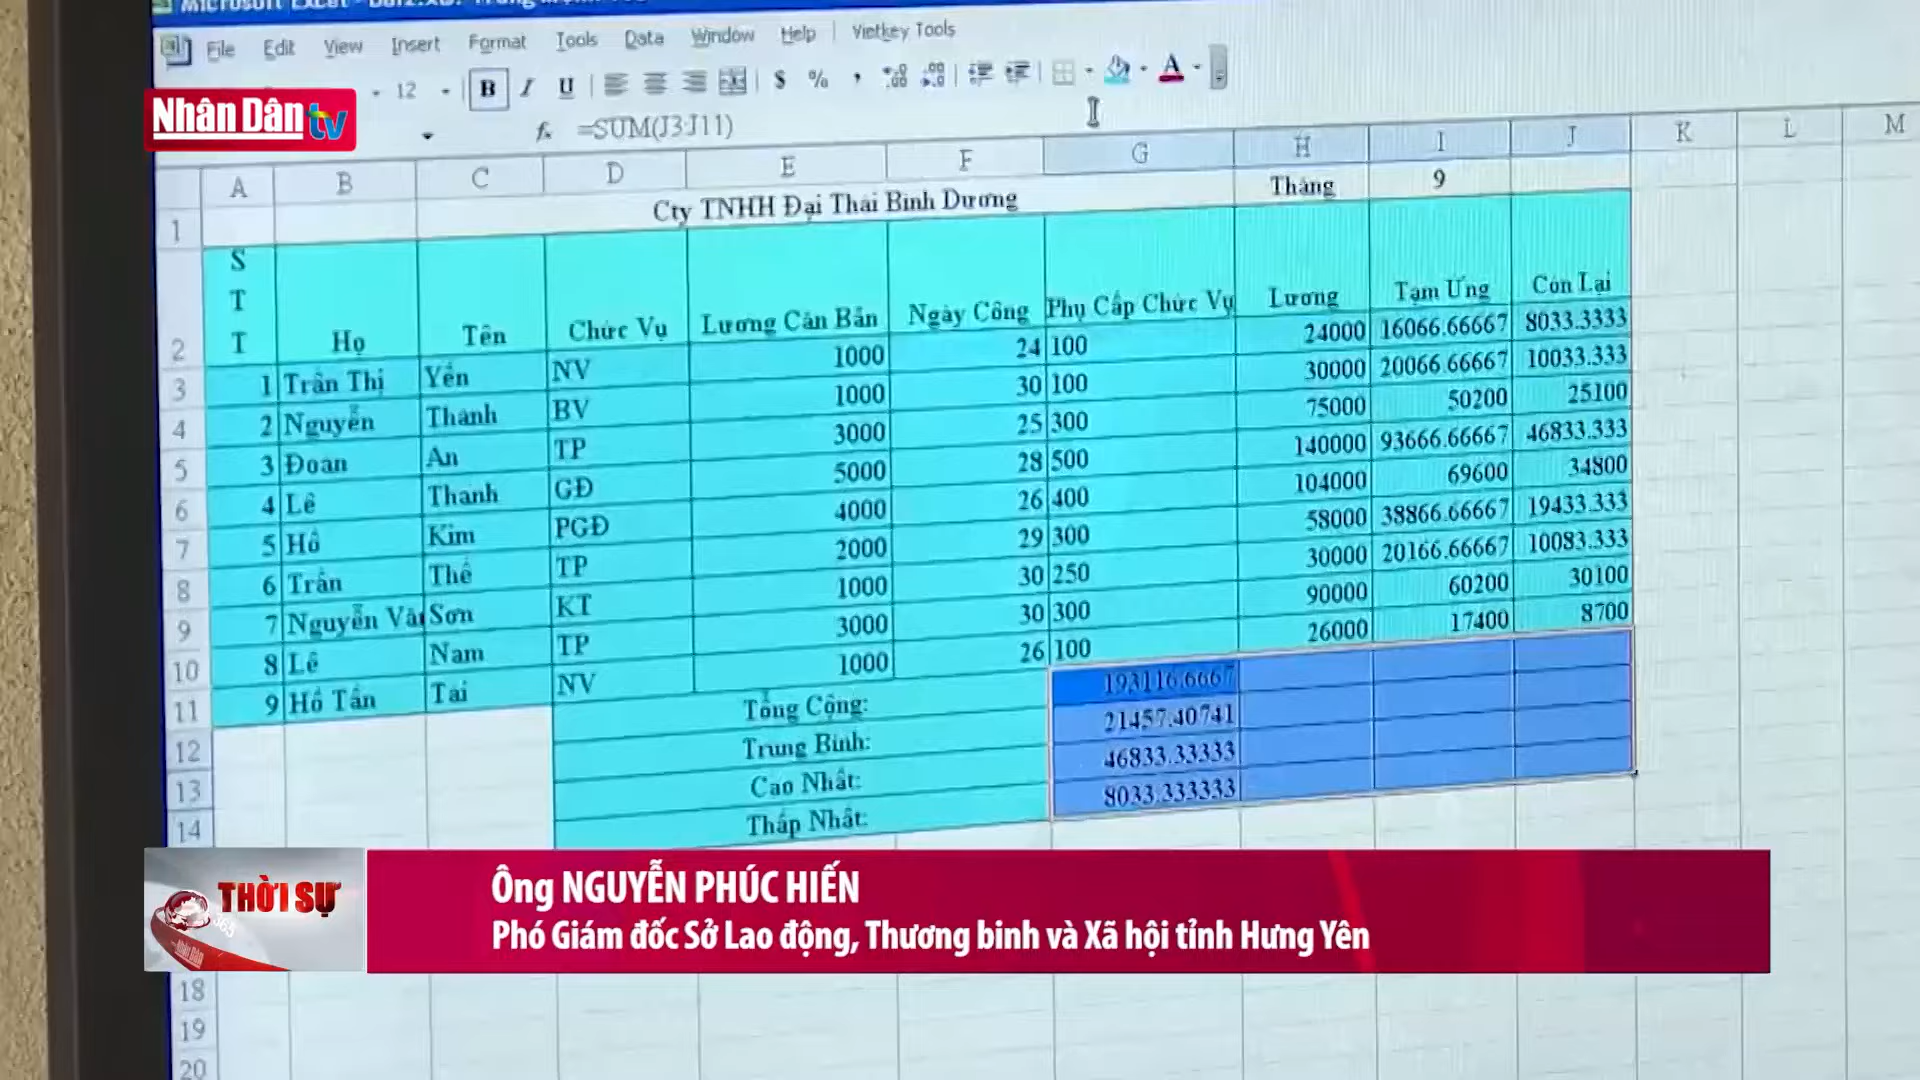 File Edit View Insert Format Tools Data Window Help Vietkey Tools
12 B I U $ % ,
Nhân Dân tv
fx =SUM(J3:J11)
A B C D E F G H I J K L M
1 Cty TNHH Đại Thái Bình Dương Tháng 9
2 STT Họ Tên Chức Vụ Lương Căn Bản Ngày Công Phụ Cấp Chức Vụ Lương Tạm Ứng Còn Lại
3 1 Trần Thị Yến NV 1000 24 100 24000 16066.66667 8033.3333
4 2 Nguyễn Thành BV 1000 30 100 30000 20066.66667 10033.333
5 3 Đoàn An TP 3000 25 300 75000 50200 25100
6 4 Lê Thanh GĐ 5000 28 500 140000 93666.66667 46833.333
7 5 Hồ Kim PGĐ 4000 26 400 104000 69600 34800
8 6 Trần Thế TP 2000 29 300 58000 38866.66667 19433.333
9 7 Nguyễn Văn Sơn KT 1000 30 250 30000 20166.66667 10083.333
10 8 Lê Nam TP 3000 30 300 90000 60200 30100
11 9 Hồ Tấn Tài NV 1000 26 100 26000 17400 8700
12 Tổng Cộng: 193116.6667
13 Trung Bình: 21457.40741
14 Cao Nhất: 46833.33333
Thấp Nhất: 8033.333333
THỜI SỰ
365
Ông NGUYỄN PHÚC HIẾN
Phó Giám đốc Sở Lao động, Thương binh và Xã hội tỉnh Hưng Yên
18
19
20